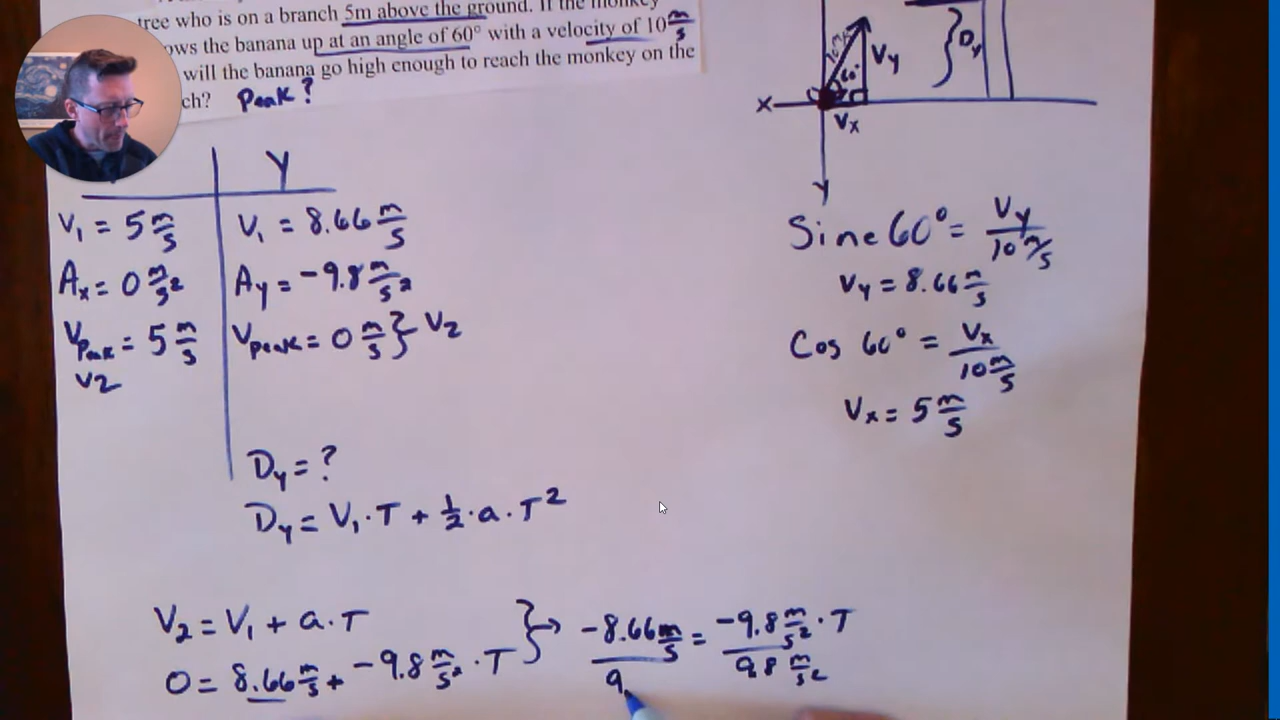 tree who is on a branch 5m above the ground. If the monkey
ows the banana up at an angle of 60° with a velocity of 10 m/s
will the banana go high enough to reach the monkey on the
ch? Peak?
10 m/s
60°
Vy
Dy
X
Vx
Y
Y
V₁ = 5 m/s
V₁ = 8.66 m/s
Ax = 0 m/s²
Ay = -9.8 m/s²
VPeak = 5 m/s
V2
Vpeak = 0 m/s } V2
Dy = ?
Dy = V₁·T + ½·a·T²
V₂ = V₁ + a·T
0 = 8.66 m/s + -9.8 m/s² · T
} → -8.66 m/s = -9.8 m/s² · T
9. 9.8 m/s²
Sine 60° = Vy / 10 m/s
Vy = 8.66 m/s
Cos 60° = Vx / 10 m/s
Vx = 5 m/s